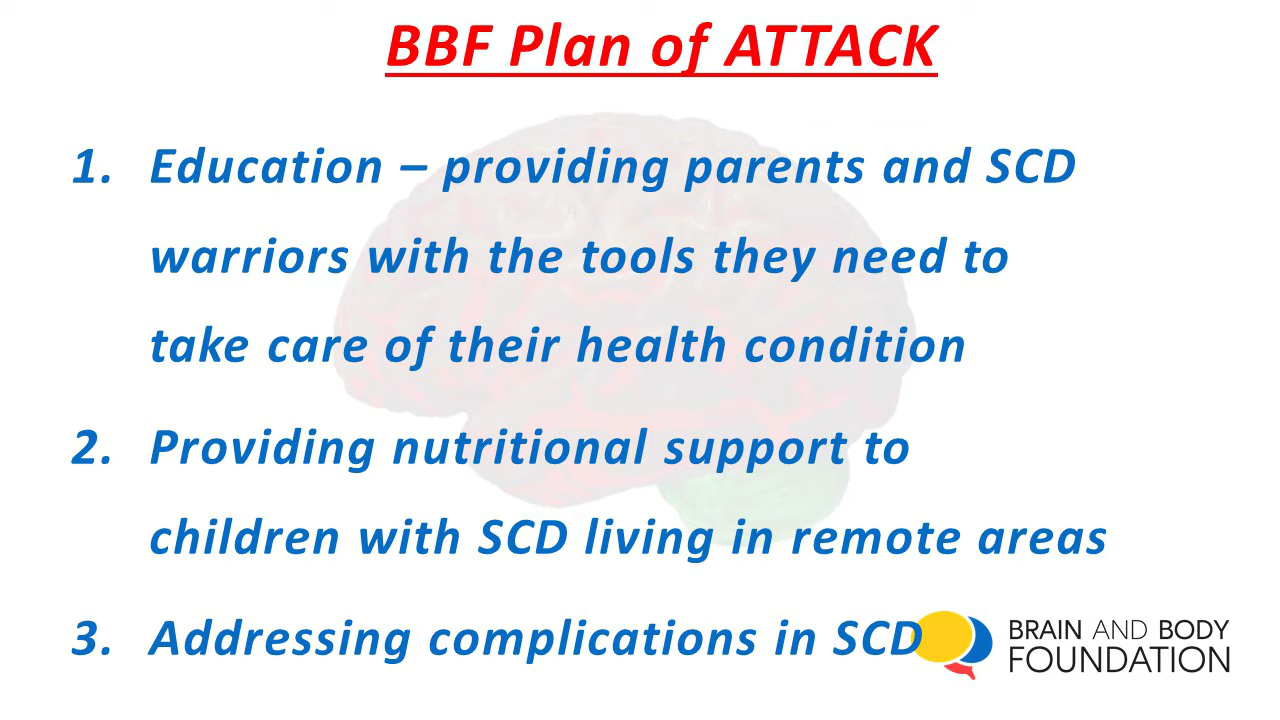 BBF Plan of ATTACK
1. Education – providing parents and SCD
warriors with the tools they need to
take care of their health condition
2. Providing nutritional support to
children with SCD living in remote areas
3. Addressing complications in SCD
BRAIN AND BODY
FOUNDATION